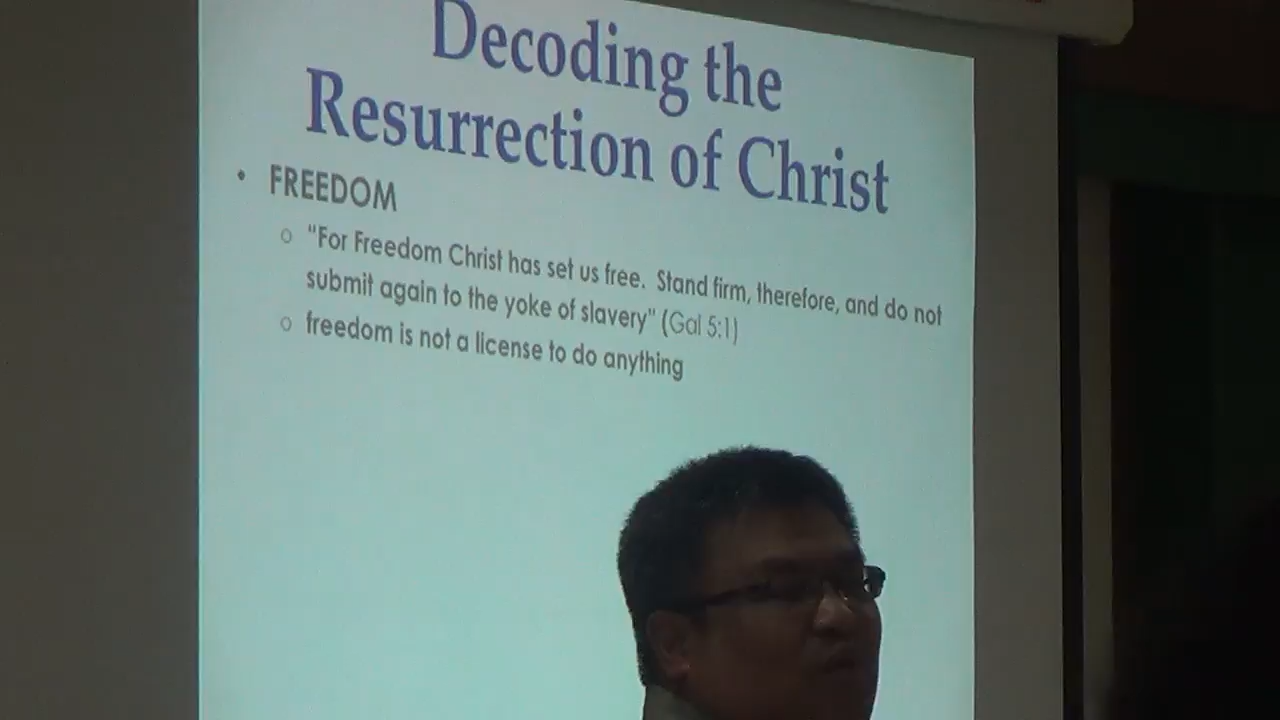 Decoding the
Resurrection of Christ
• FREEDOM
o "For Freedom Christ has set us free. Stand firm, therefore, and do not
submit again to the yoke of slavery" (Gal 5:1)
o freedom is not a license to do anything